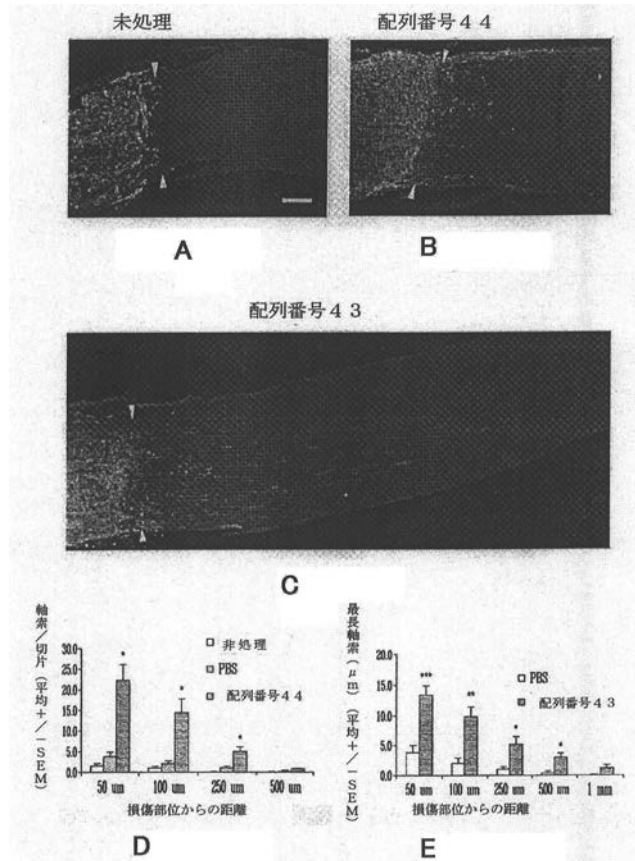 未処理
配列番号44
A
B
配列番号43
C
軸索/切片(平均+/-SEM)
30.0
25.0
20.0
15.0
10.0
5.0
0.0
非処理
PBS
配列番号44
*
*
*
50 um
100 um
250 um
500 um
損傷部位からの距離
D
最長軸索(μm)(平均+/-SEM)
20.0
15.0
10.0
5.0
0.0
PBS
配列番号43
***
**
*
*
50 um
100 um
250 um
500 um
1 mm
損傷部位からの距離
E